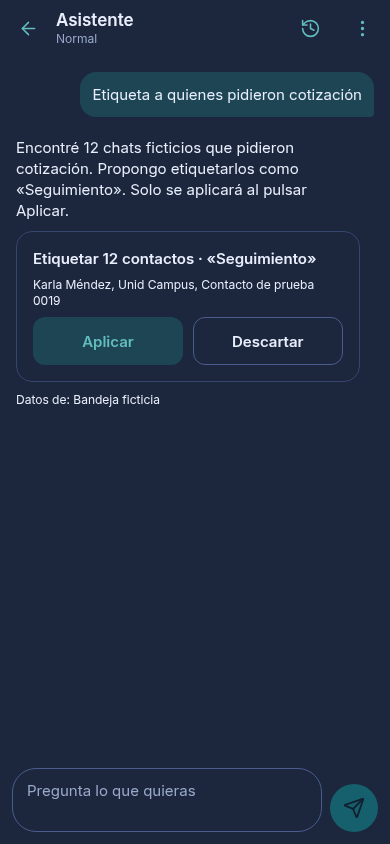 Asistente
Normal
Etiqueta a quienes pidieron cotización
Encontré 12 chats ficticios que pidieron
cotización. Propongo etiquetarlos como
«Seguimiento». Solo se aplicará al pulsar
Aplicar.
Etiquetar 12 contactos · «Seguimiento»
Karla Méndez, Unid Campus, Contacto de prueba
0019
Aplicar
Descartar
Datos de: Bandeja ficticia
Pregunta lo que quieras